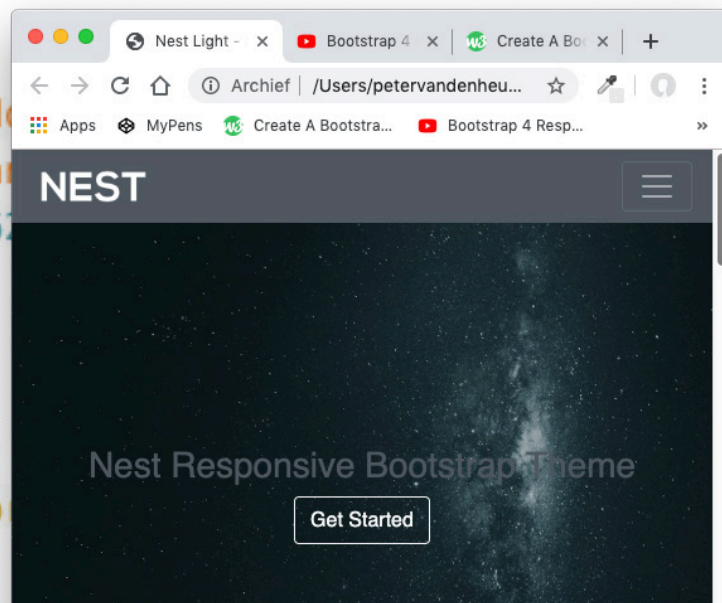 Nest Light -
Bootstrap 4
Create A Bo
Archief | /Users/petervandenheu...
Apps
MyPens
Create A Bootstra...
Bootstrap 4 Resp...
»
NEST
Nest Responsive Bootstrap Theme
Get Started